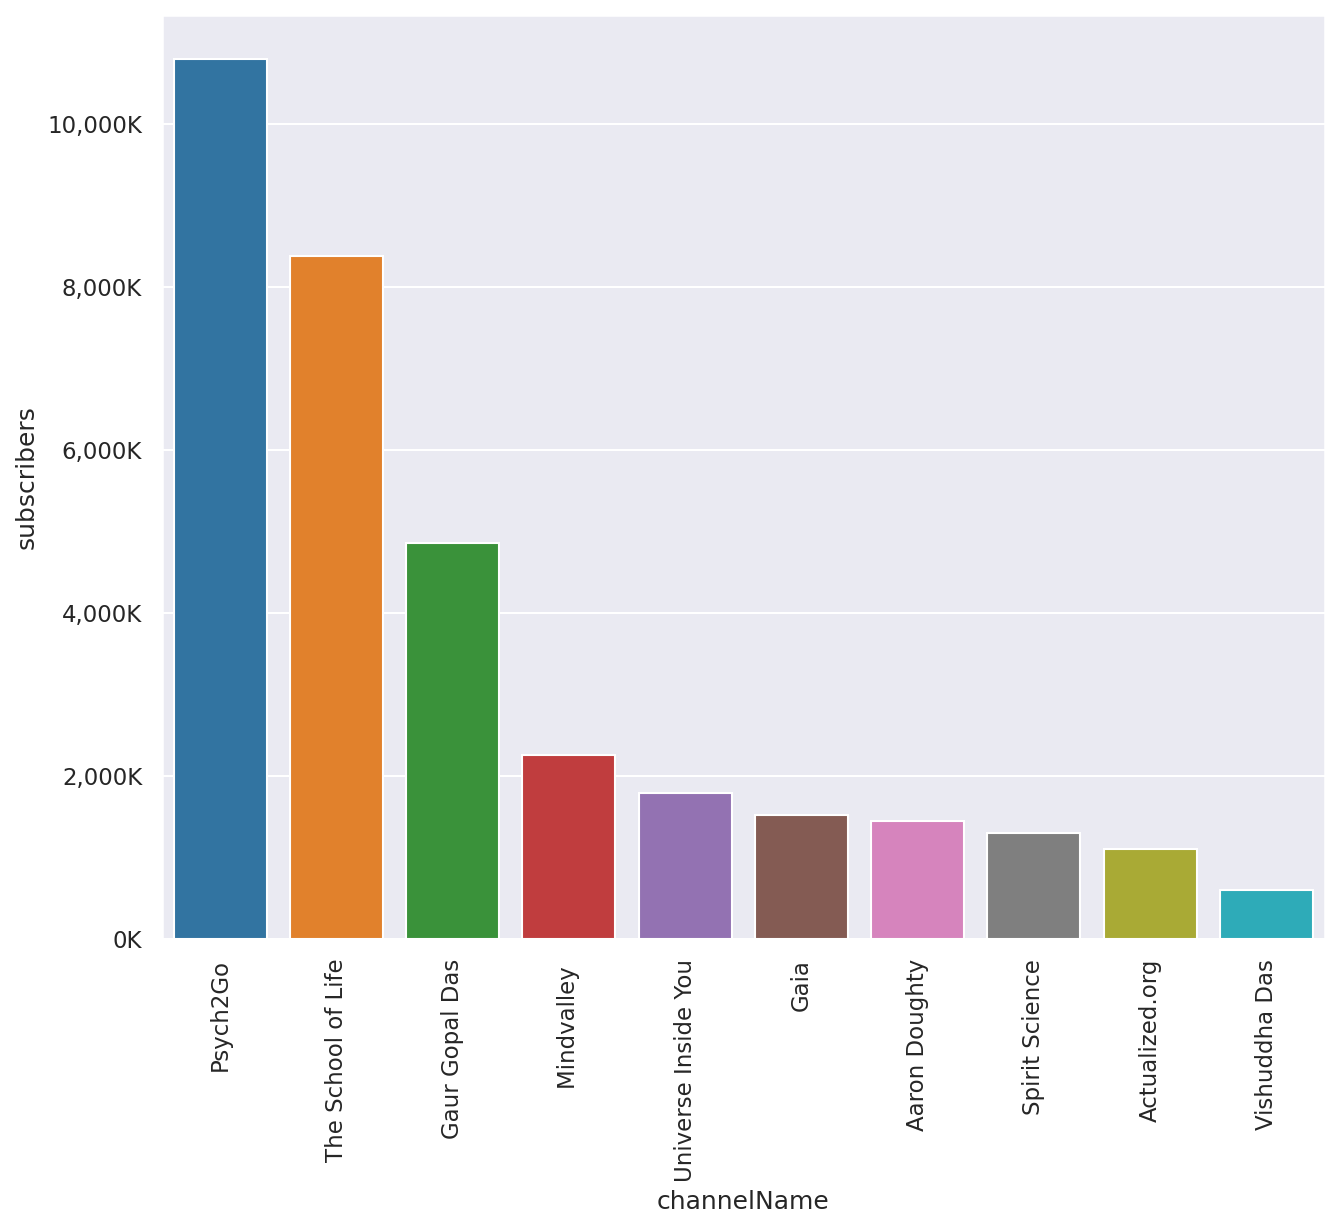 10,000K
8,000K
6,000K
4,000K
2,000K
0K
subscribers
Psych2Go
The School of Life
Gaur Gopal Das
Mindvalley
Universe Inside You
Gaia
Aaron Doughty
Spirit Science
Actualized.org
Vishuddha Das
channelName